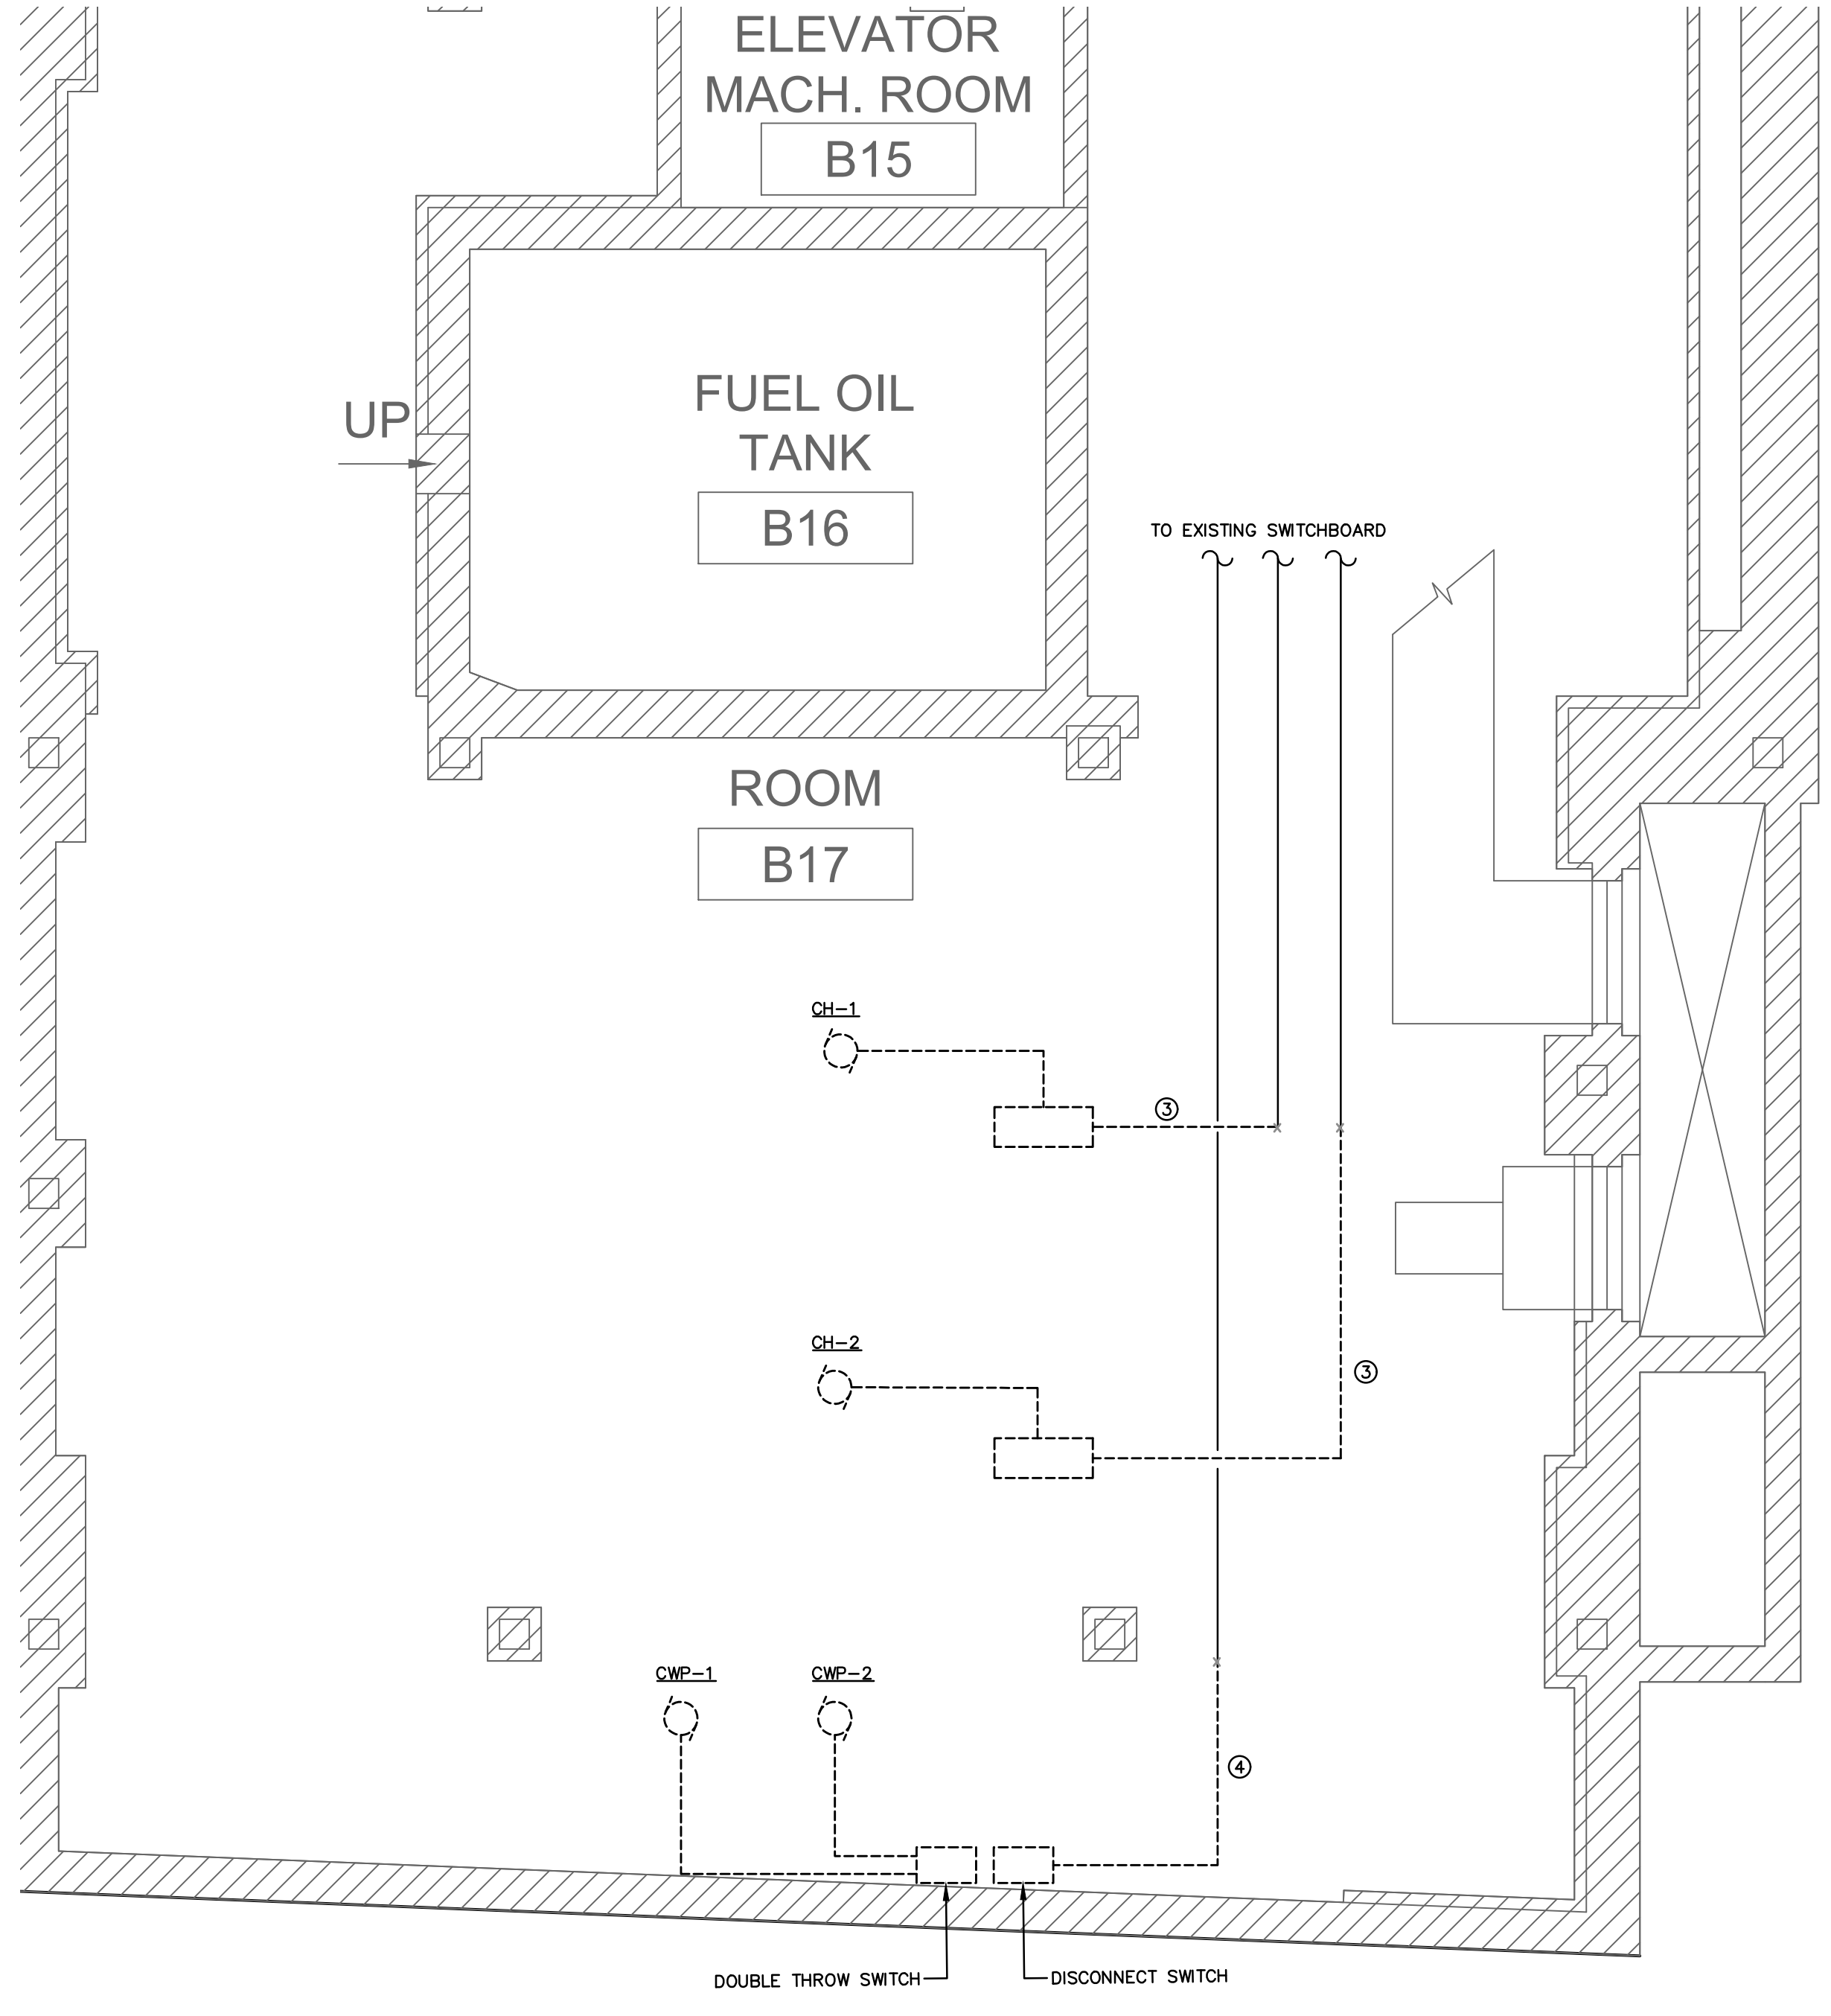 ELEVATOR
MACH. ROOM
B15
UP
FUEL OIL
TANK
B16
TO EXISTING SWITCHBOARD
ROOM
B17
CH-1
3
CH-2
3
CWP-1
CWP-2
4
DOUBLE THROW SWITCH
DISCONNECT SWITCH